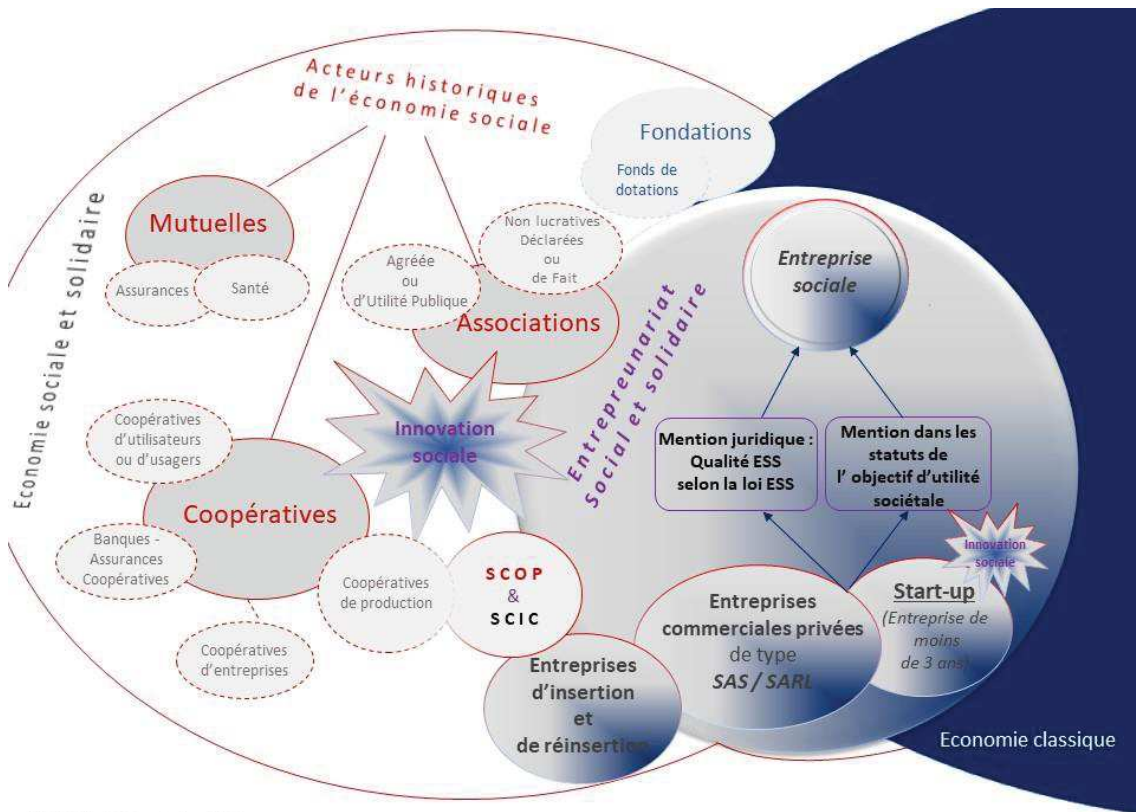 Acteurs historiques
de l'économie sociale
Economie sociale et solidaire
Fondations
Fonds de
dotations
Mutuelles
Assurances
Santé
Non lucratives
Déclarées
ou
de Fait
Agréée
ou
d'Utilité Publique
Associations
Entreprise
sociale
Entrepreunariat
Social et solidaire
Innovation
sociale
Coopératives
d'utilisateurs
ou d'usagers
Coopératives
Banques -
Assurances
Coopératives
Coopératives
d'entreprises
Coopératives
de production
SCOP
&
SCIC
Mention juridique :
Qualité ESS
selon la loi ESS
Mention dans les
statuts de
l' objectif d'utilité
sociétale
Innovation
sociale
Entreprises
commerciales privées
de type
SAS / SARL
Start-up
(Entreprise de
moins
de 3 ans)
Entreprises
d'insertion
et
de réinsertion
Economie classique